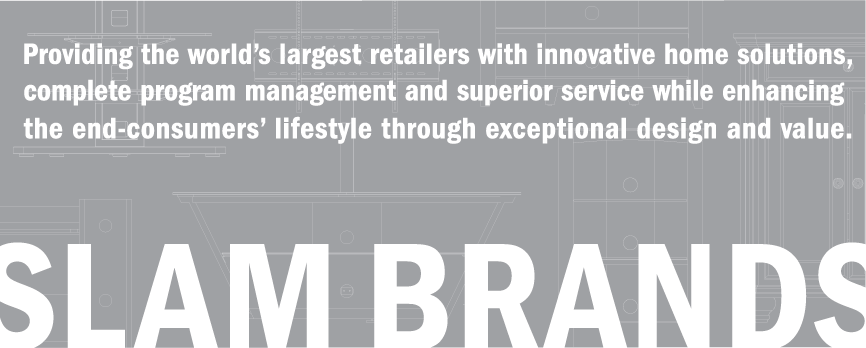 Providing the world’s largest retailers with innovative home solutions,
complete program management and superior service while enhancing
the end-consumers’ lifestyle through exceptional design and value.
SLAM BRANDS